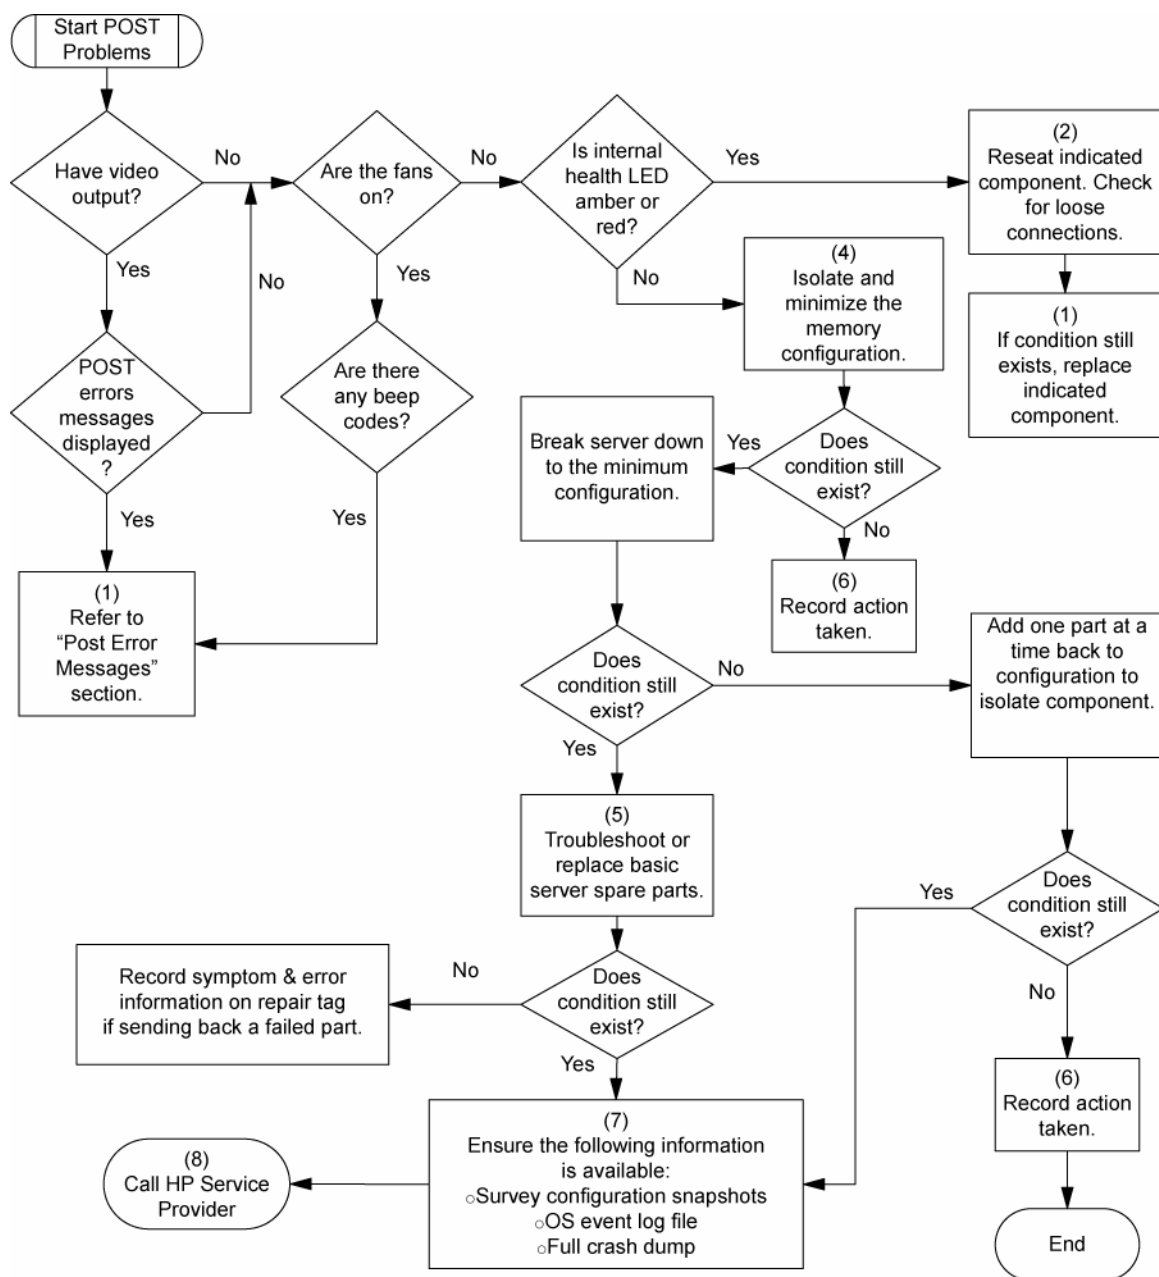 Start POST
Problems
Have video
output?
No
Yes
Are the fans
on?
No
Yes
Is internal
health LED
amber or
red?
Yes
No
(2)
Reseat indicated
component. Check
for loose
connections.
(1)
If condition still
exists, replace
indicated
component.
No
POST
errors
messages
displayed
?
Yes
Are there
any beep
codes?
Yes
(1)
Refer to
“Post Error
Messages”
section.
(4)
Isolate and
minimize the
memory
configuration.
Does
condition still
exist?
Yes
No
Break server down
to the minimum
configuration.
(6)
Record action
taken.
Does
condition still
exist?
No
Yes
Add one part at a
time back to
configuration to
isolate component.
(5)
Troubleshoot or
replace basic
server spare parts.
Does
condition still
exist?
Yes
No
Does
condition still
exist?
No
Yes
Record symptom & error
information on repair tag
if sending back a failed part.
(6)
Record action
taken.
(7)
Ensure the following information
is available:
○Survey configuration snapshots
○OS event log file
○Full crash dump
(8)
Call HP Service
Provider
End